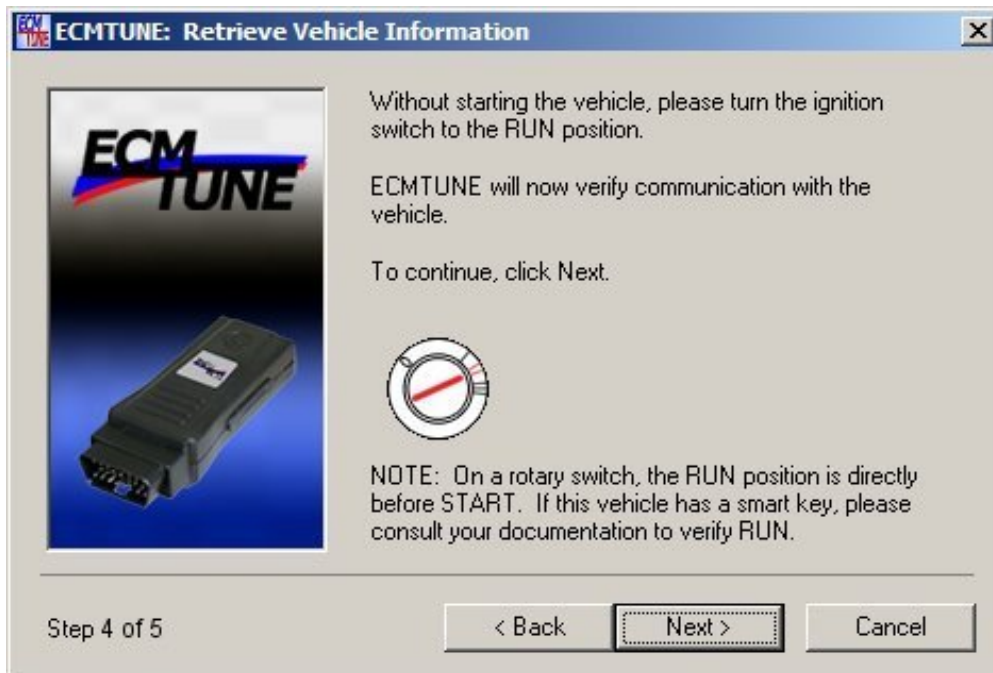 ECM TUNE
ECMTUNE: Retrieve Vehicle Information
ECM
TUNE
Without starting the vehicle, please turn the ignition
switch to the RUN position.
ECMTUNE will now verify communication with the
vehicle.
To continue, click Next.
NOTE: On a rotary switch, the RUN position is directly
before START. If this vehicle has a smart key, please
consult your documentation to verify RUN.
Step 4 of 5
< Back
Next >
Cancel